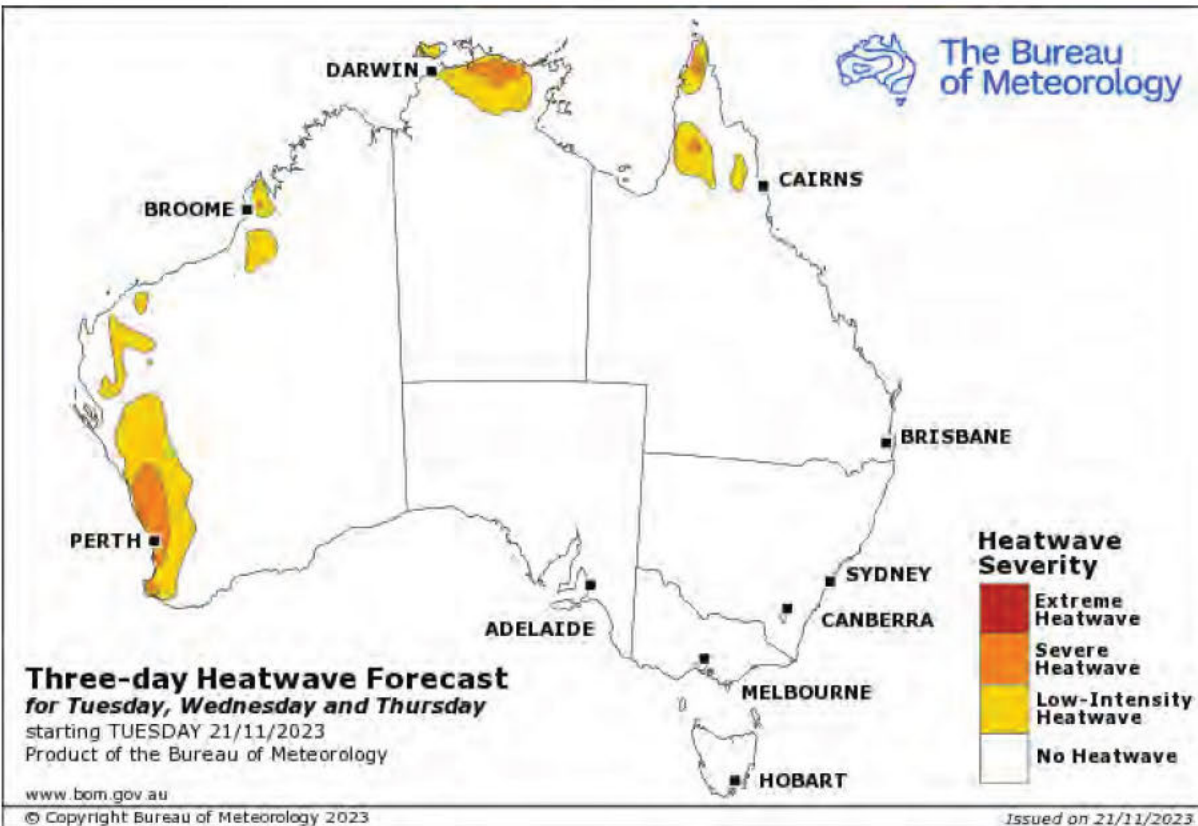 The Bureau
of Meteorology
DARWIN
BROOME
CAIRNS
BRISBANE
PERTH
SYDNEY
CANBERRA
ADELAIDE
MELBOURNE
HOBART
Heatwave
Severity
Extreme
Heatwave
Severe
Heatwave
Low-Intensity
Heatwave
No Heatwave
Three-day Heatwave Forecast
for Tuesday, Wednesday and Thursday
starting TUESDAY 21/11/2023
Product of the Bureau of Meteorology
www.bom.gov.au
© Copyright Bureau of Meteorology 2023
Issued on 21/11/2023